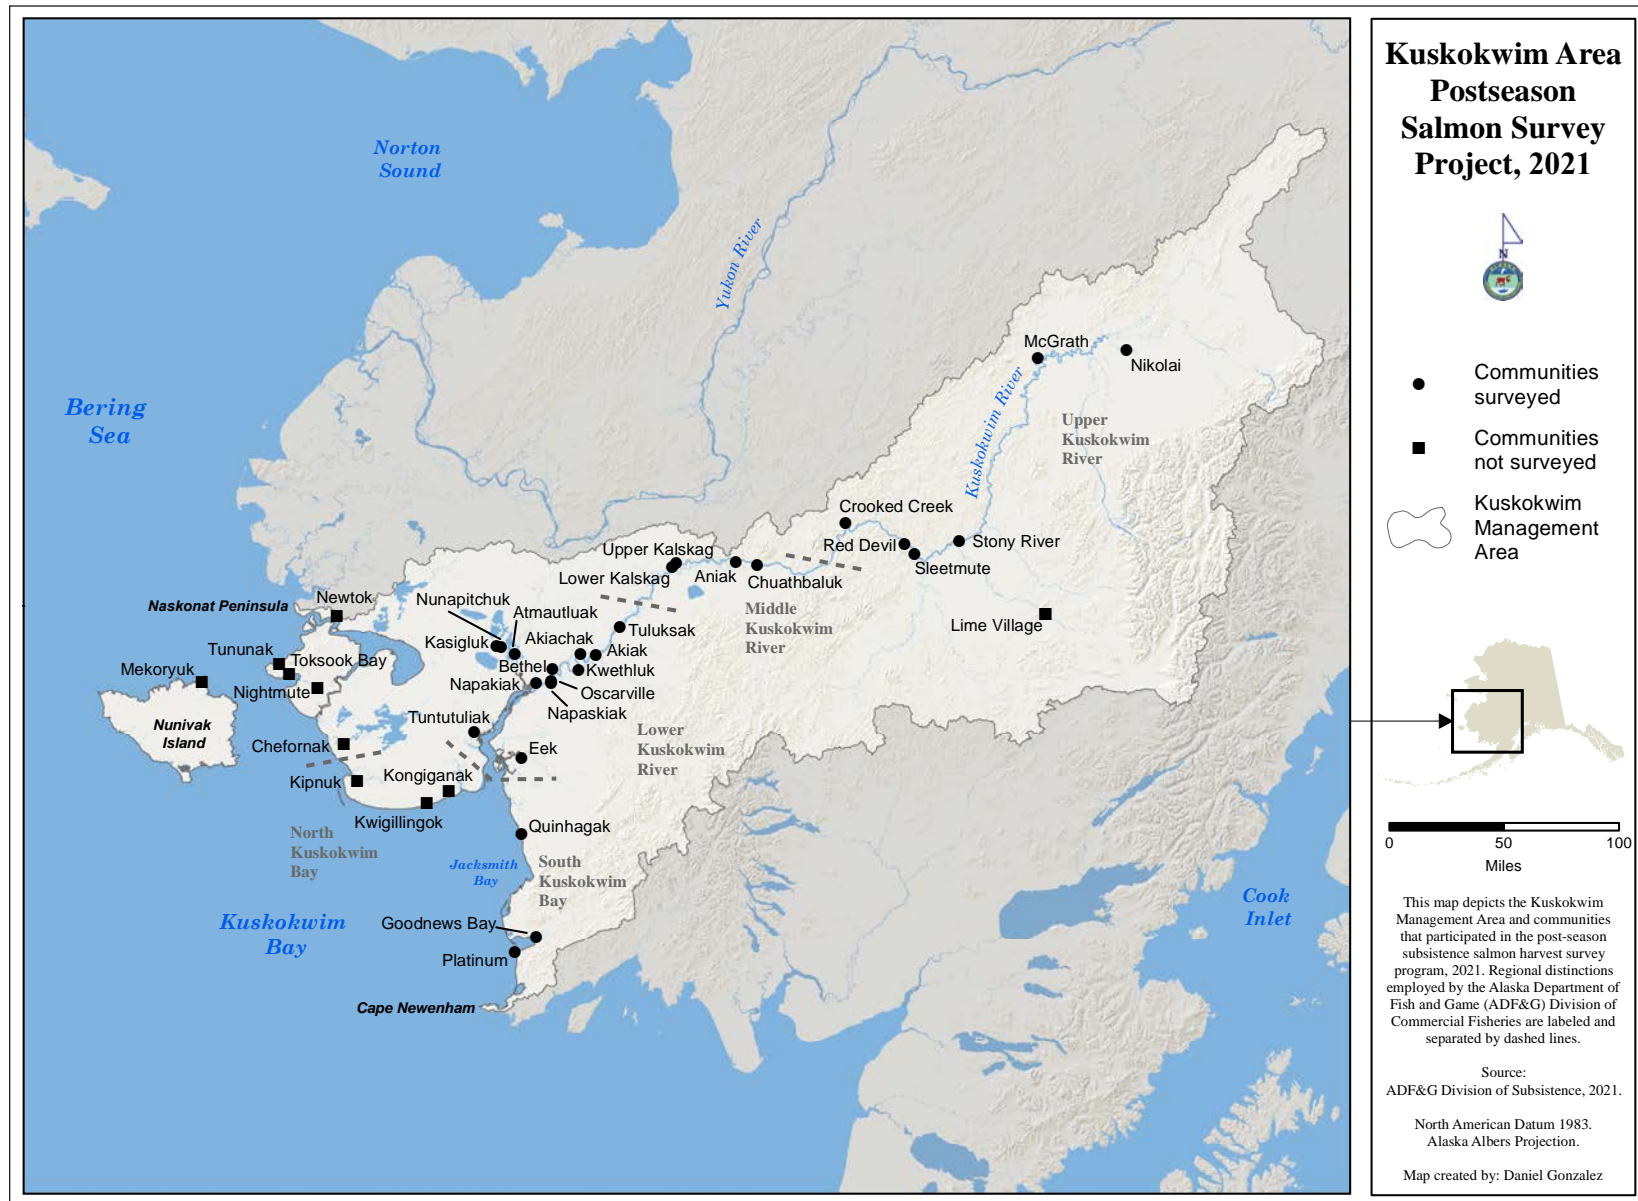 Kuskokwim Area
Postseason
Salmon Survey
Project, 2021
N
Communities
surveyed
Communities
not surveyed
Kuskokwim
Management
Area
0
50
100
Miles
This map depicts the Kuskokwim
Management Area and communities
that participated in the post-season
subsistence salmon harvest survey
program, 2021. Regional distinctions
employed by the Alaska Department of
Fish and Game (ADF&G) Division of
Commercial Fisheries are labeled and
separated by dashed lines.
Source:
ADF&G Division of Subsistence, 2021.
North American Datum 1983.
Alaska Albers Projection.
Map created by: Daniel Gonzalez
Norton
Sound
Yukon River
Bering
Sea
McGrath
Nikolai
Kuskokwim River
Upper
Kuskokwim
River
Crooked Creek
Red Devil
Stony River
Sleetmute
Upper Kalskag
Lower Kalskag
Aniak
Chuathbaluk
Middle
Kuskokwim
River
Lime Village
Naskonat Peninsula
Newtok
Nunapitchuk
Atmautluak
Kasigluk
Akiachak
Tuluksak
Akiak
Bethel
Kwethluk
Napakiak
Oscarville
Napaskiak
Tununak
Toksook Bay
Mekoryuk
Nightmute
Nunivak
Island
Tuntutuliak
Chefornak
Eek
Lower
Kuskokwim
River
Kipnuk
Kongiganak
Kwigillingok
North
Kuskokwim
Bay
Quinhagak
Jacksmith
Bay
South
Kuskokwim
Bay
Kuskokwim
Bay
Goodnews Bay
Platinum
Cape Newenham
Cook
Inlet